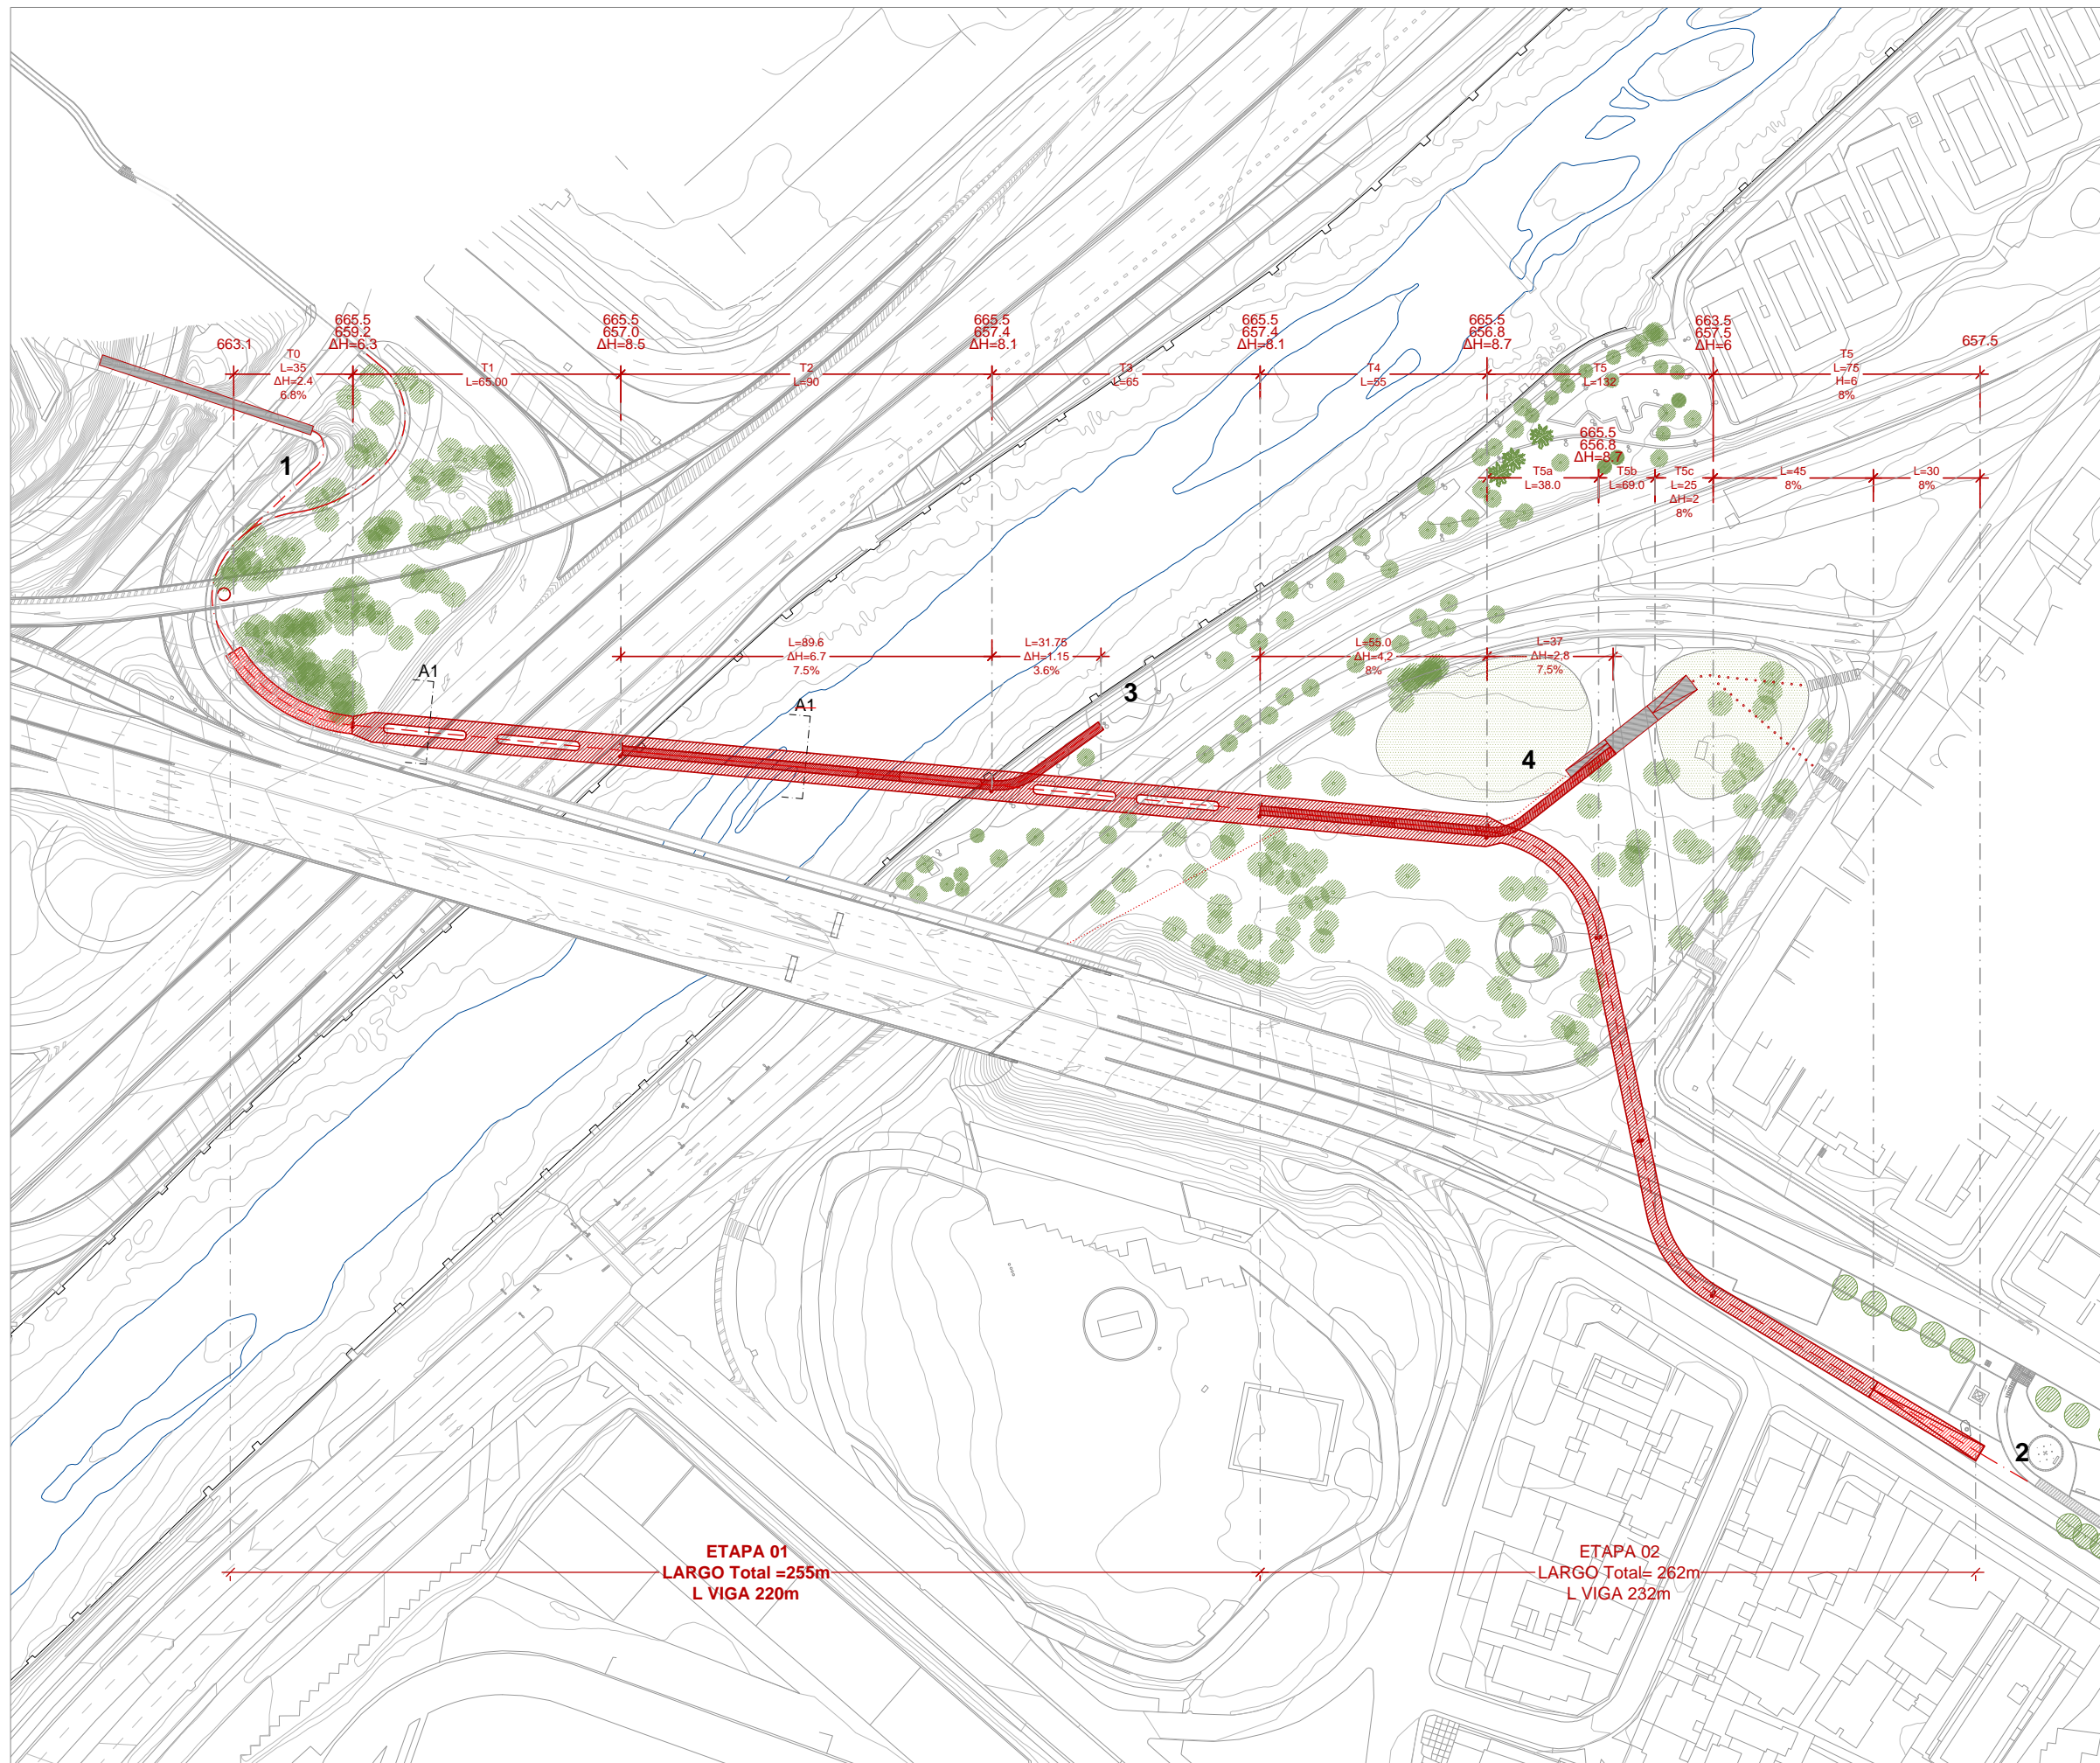 663.1
T0
L=35
ΔH=2.4
6.8%
665.5
659.2
ΔH=6.3
T1
L=65.00
665.5
657.0
ΔH=8.5
T2
L=90
665.5
657.4
ΔH=8.1
T3
L=65
665.5
657.4
ΔH=8.1
T4
L=55
665.5
656.8
ΔH=8.7
T5
L=132
663.5
657.5
ΔH=6
T5
L=75
H=6
8%
657.5
665.5
656.8
ΔH=8.7
T5a
L=38.0
T5b
L=69.0
T5c
L=25
ΔH=2
8%
L=45
8%
L=30
8%
1
L=89.6
ΔH=6.7
7.5%
L=31.75
ΔH=1.15
3.6%
L=55.0
ΔH=4.2
8%
L=37
ΔH=2,8
7,5%
A1
A1
3
4
2
ETAPA 01
LARGO Total =255m
L VIGA 220m
ETAPA 02
LARGO Total= 262m
L VIGA 232m